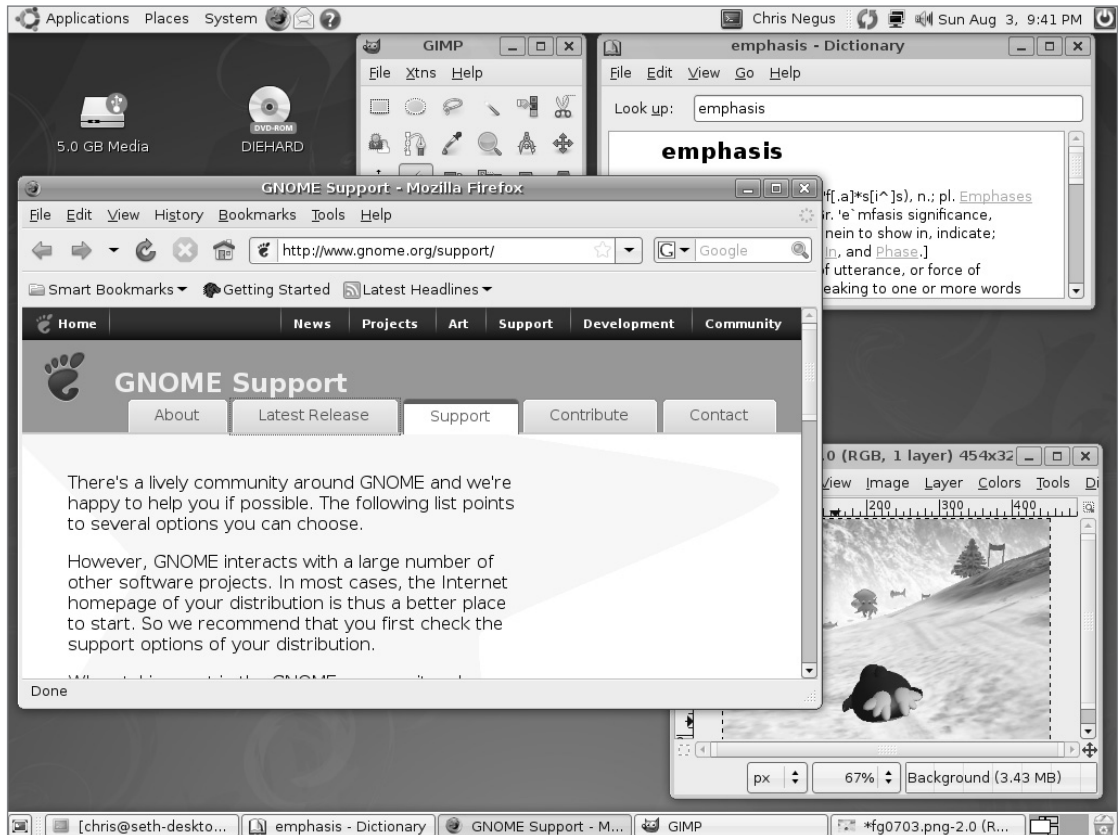 Applications Places System Chris Negus Sun Aug 3, 9:41 PM
5.0 GB Media
DVD-ROM
DIEHARD
GIMP
File Xtns Help
emphasis - Dictionary
File Edit View Go Help
Look up: emphasis
emphasis
f[.a]*s[i^]s), n.; pl. Emphases
r. 'e`mfasis significance,
nein to show in, indicate;
In, and Phase.]
f utterance, or force of
eaking to one or more words
GNOME Support - Mozilla Firefox
File Edit View History Bookmarks Tools Help
http://www.gnome.org/support/ G Google
Smart Bookmarks Getting Started Latest Headlines
Home News Projects Art Support Development Community
GNOME Support
About Latest Release Support Contribute Contact
There's a lively community around GNOME and we're
happy to help you if possible. The following list points
to several options you can choose.
However, GNOME interacts with a large number of
other software projects. In most cases, the Internet
homepage of your distribution is thus a better place
to start. So we recommend that you first check the
support options of your distribution.
Done
.0 (RGB, 1 layer) 454x32
View Image Layer Colors Tools Di
200 300 400
px 67% Background (3.43 MB)
[chris@seth-deskto... emphasis - Dictionary GNOME Support - M... GIMP *fg0703.png-2.0 (R...